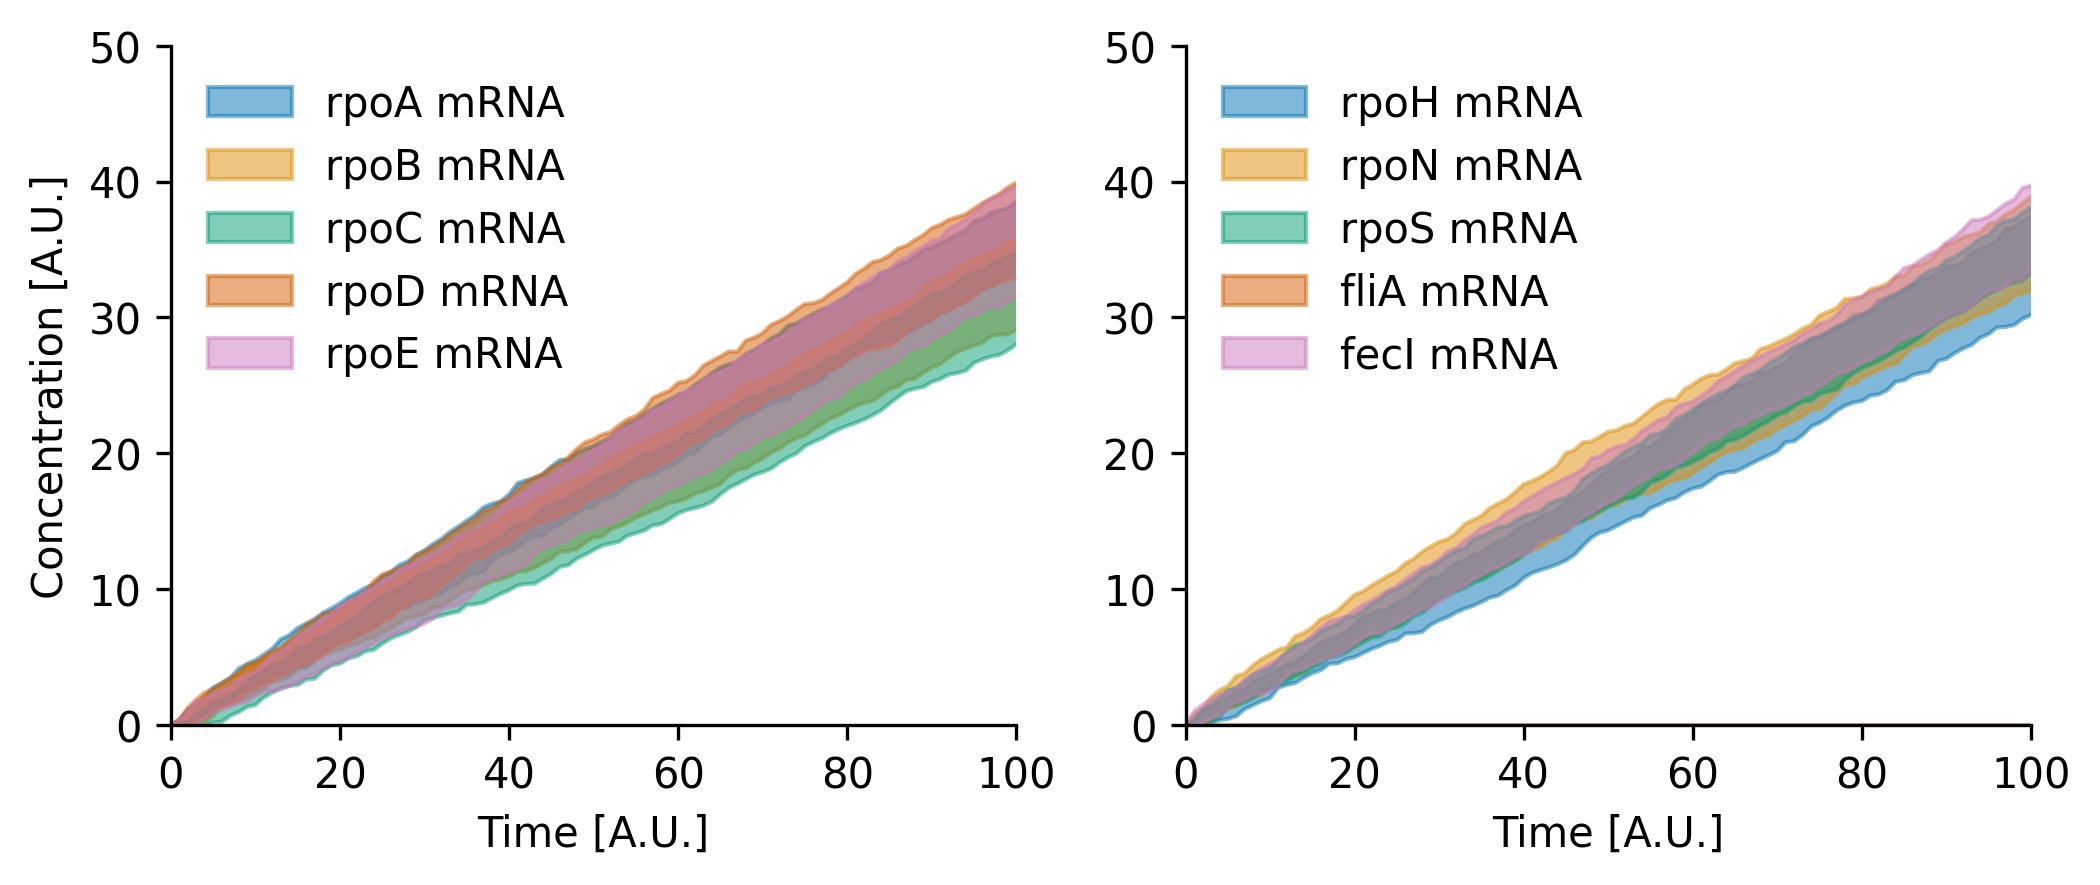 50
40
30
20
10
0
Concentration [A.U.]
rpoA mRNA
rpoB mRNA
rpoC mRNA
rpoD mRNA
rpoE mRNA
0 20 40 60 80 100
Time [A.U.]
50
40
30
20
10
0
rpoH mRNA
rpoN mRNA
rpoS mRNA
fliA mRNA
fecI mRNA
0 20 40 60 80 100
Time [A.U.]